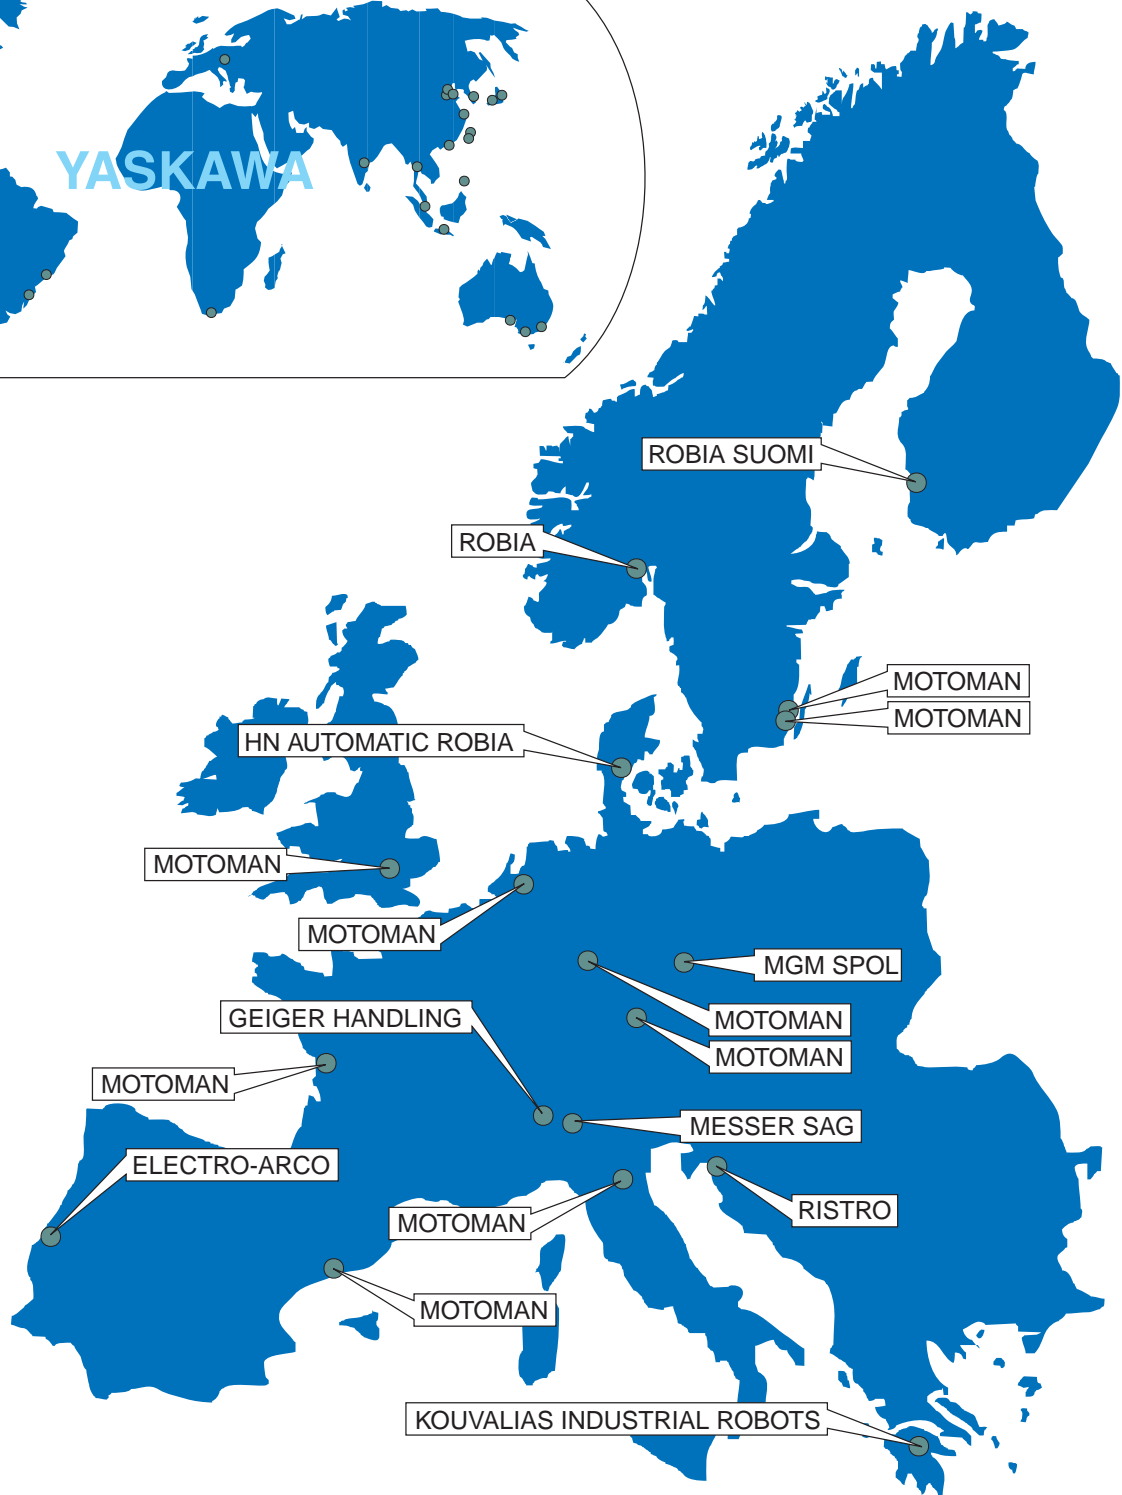 YASKAWA
ROBIA SUOMI
ROBIA
MOTOMAN
MOTOMAN
HN AUTOMATIC ROBIA
MOTOMAN
MOTOMAN
MGM SPOL
GEIGER HANDLING
MOTOMAN
MOTOMAN
MOTOMAN
MESSER SAG
ELECTRO-ARCO
RISTRO
MOTOMAN
MOTOMAN
KOUVALIAS INDUSTRIAL ROBOTS